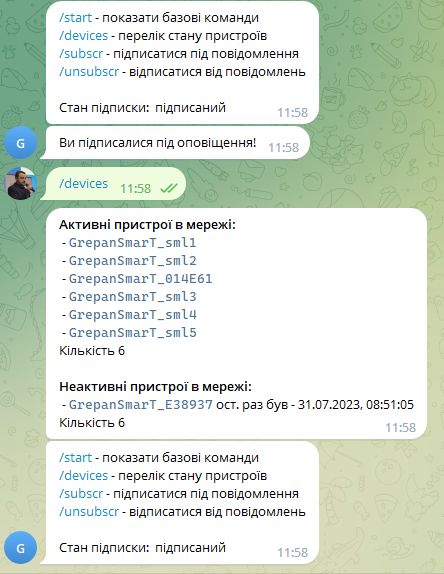 /start - показати базові команди
/devices - перелік стану пристроїв
/subscr - підписатися під повідомлення
/unsubscr - відписатися від повідомлень
Стан підписки: підписаний
11:58
G
Ви підписалися під оповіщення!
11:58
/devices
11:58
Активні пристрої в мережі:
- GrepanSmarT_sml1
- GrepanSmarT_sml2
- GrepanSmarT_014E61
- GrepanSmarT_sml3
- GrepanSmarT_sml4
- GrepanSmarT_sml5
Кількість 6
Неактивні пристрої в мережі:
- GrepanSmarT_E38937 ост. раз був - 31.07.2023, 08:51:05
Кількість 6
11:58
/start - показати базові команди
/devices - перелік стану пристроїв
/subscr - підписатися під повідомлення
/unsubscr - відписатися від повідомлень
Стан підписки: підписаний
11:58
G